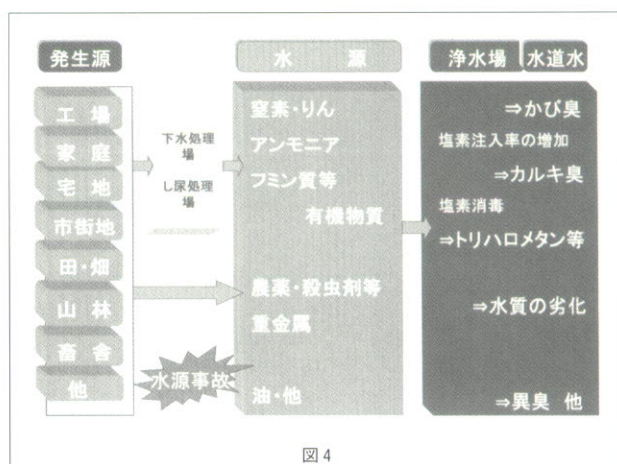 発生源
工場
家庭
宅地
市街地
田・畑
山林
畜舎
他
下水処理
場
し尿処理
場
水源事故
水 源
窒素・りん
アンモニア
フミン質等
有機物質
農薬・殺虫剤等
重金属
油・他
浄水場 水道水
⇒かび臭
塩素注入率の増加
⇒カルキ臭
塩素消毒
⇒トリハロメタン等
⇒水質の劣化
⇒異臭 他
図4